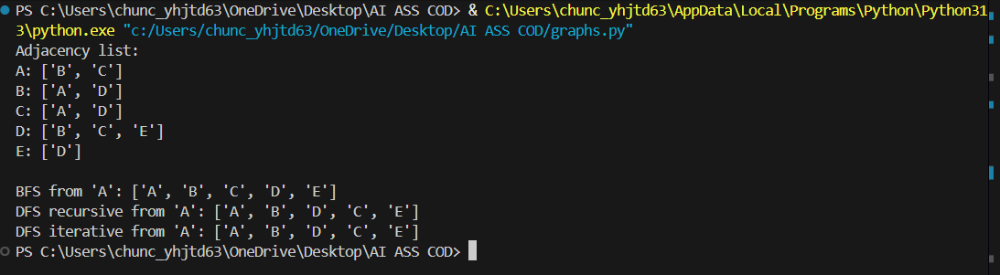 PS C:\Users\chunc_yhjtd63\OneDrive\Desktop\AI ASS COD> & C:\Users\chunc_yhjtd63\AppData\Local\Programs\Python\Python31
3\python.exe "c:/Users/chunc_yhjtd63/OneDrive/Desktop/AI ASS COD/graphs.py"
Adjacency list:
A: ['B', 'C']
B: ['A', 'D']
C: ['A', 'D']
D: ['B', 'C', 'E']
E: ['D']
BFS from 'A': ['A', 'B', 'C', 'D', 'E']
DFS recursive from 'A': ['A', 'B', 'D', 'C', 'E']
DFS iterative from 'A': ['A', 'B', 'D', 'C', 'E']
PS C:\Users\chunc_yhjtd63\OneDrive\Desktop\AI ASS COD>